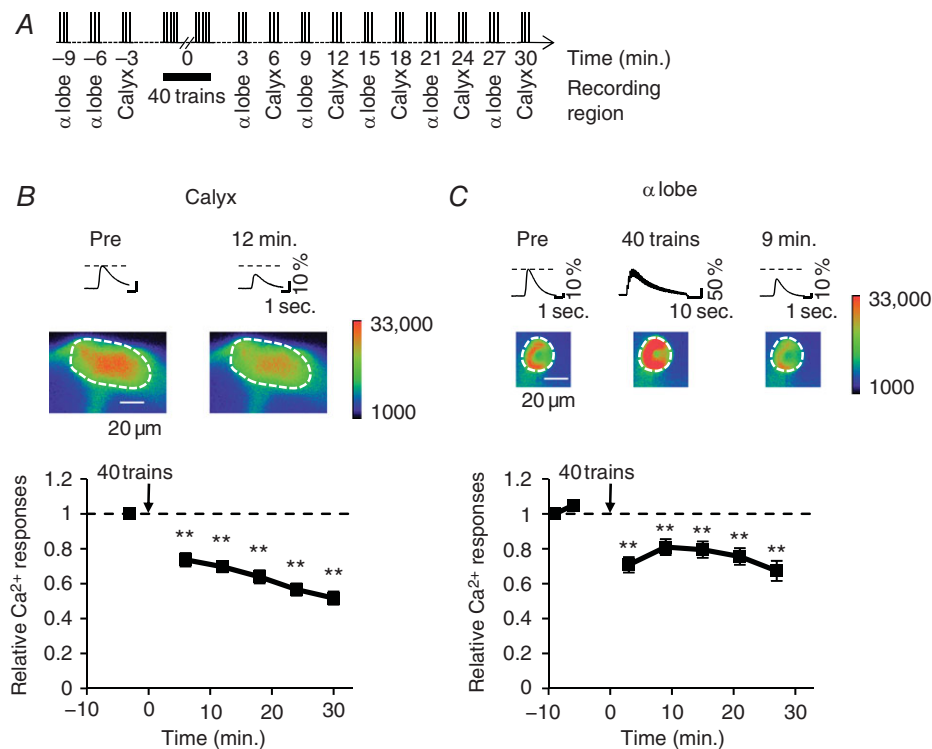 A
−9 −6 −3 0 3 6 9 12 15 18 21 24 27 30 Time (min.)
α lobe α lobe Calyx 40 trains α lobe Calyx α lobe Calyx α lobe Calyx α lobe Calyx α lobe Calyx Recording region
B
Calyx
Pre 12 min.
10 %
1 sec.
33,000
1000
20 µm
40 trains
Relative Ca²⁺ responses
1.2
1
0.8
0.6
0.4
0.2
0
** ** ** ** **
−10 0 10 20 30
Time (min.)
C
α lobe
Pre 40 trains 9 min.
10 % 50 % 10 %
1 sec. 10 sec. 1 sec.
33,000
1000
20 µm
40 trains
Relative Ca²⁺ responses
1.2
1
0.8
0.6
0.4
0.2
0
** ** ** ** **
−10 0 10 20 30
Time (min.)